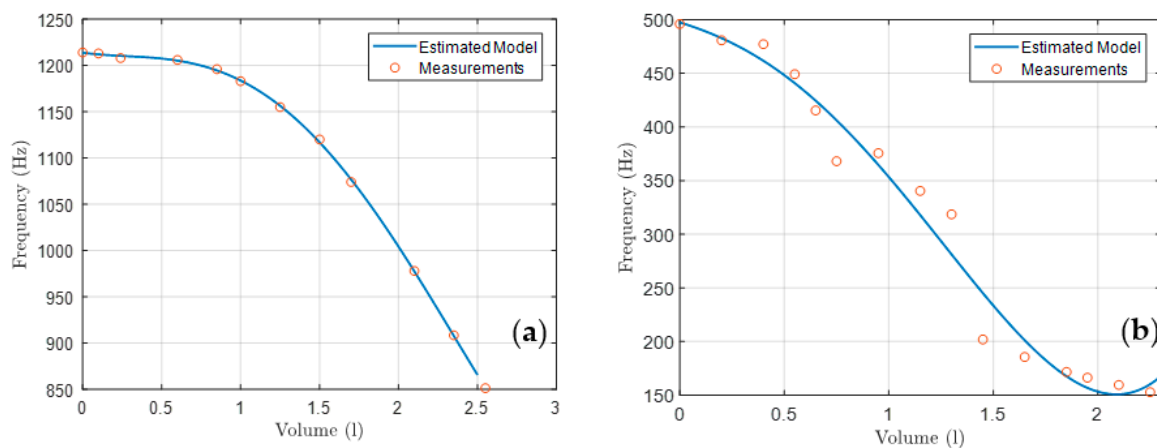 1250
1200
1150
1100
1050
1000
950
900
850
0
0.5
1
1.5
2
2.5
3
Frequency (Hz)
Volume (l)
Estimated Model
Measurements
(a)
500
450
400
350
300
250
200
150
0
0.5
1
1.5
2
Frequency (Hz)
Volume (l)
Estimated Model
Measurements
(b)